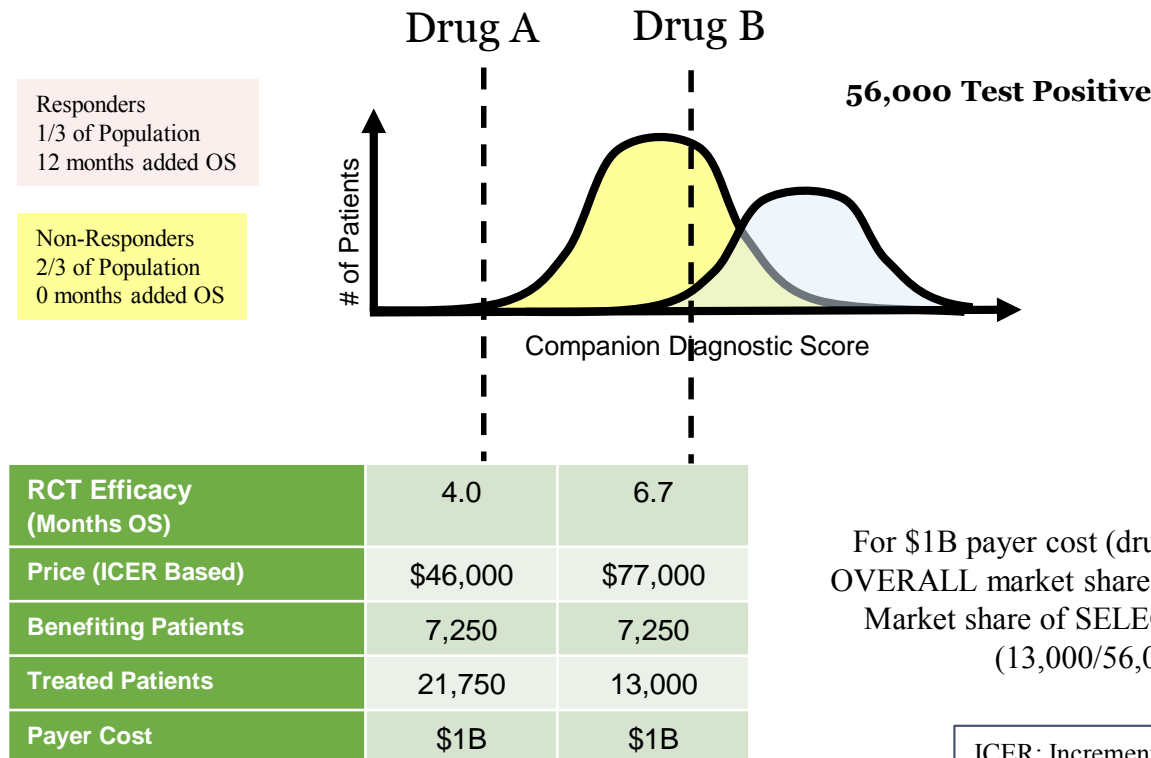 Drug A
Drug B
56,000 Test Positive
Responders
1/3 of Population
12 months added OS
Non-Responders
2/3 of Population
0 months added OS
# of Patients
Companion Diagnostic Score
RCT Efficacy
(Months OS)
4.0
6.7
Price (ICER Based)
$46,000
$77,000
Benefiting Patients
7,250
7,250
Treated Patients
21,750
13,000
Payer Cost
$1B
$1B
For $1B payer cost
OVERALL market share
Market share of
(13,000/56,0
ICER: